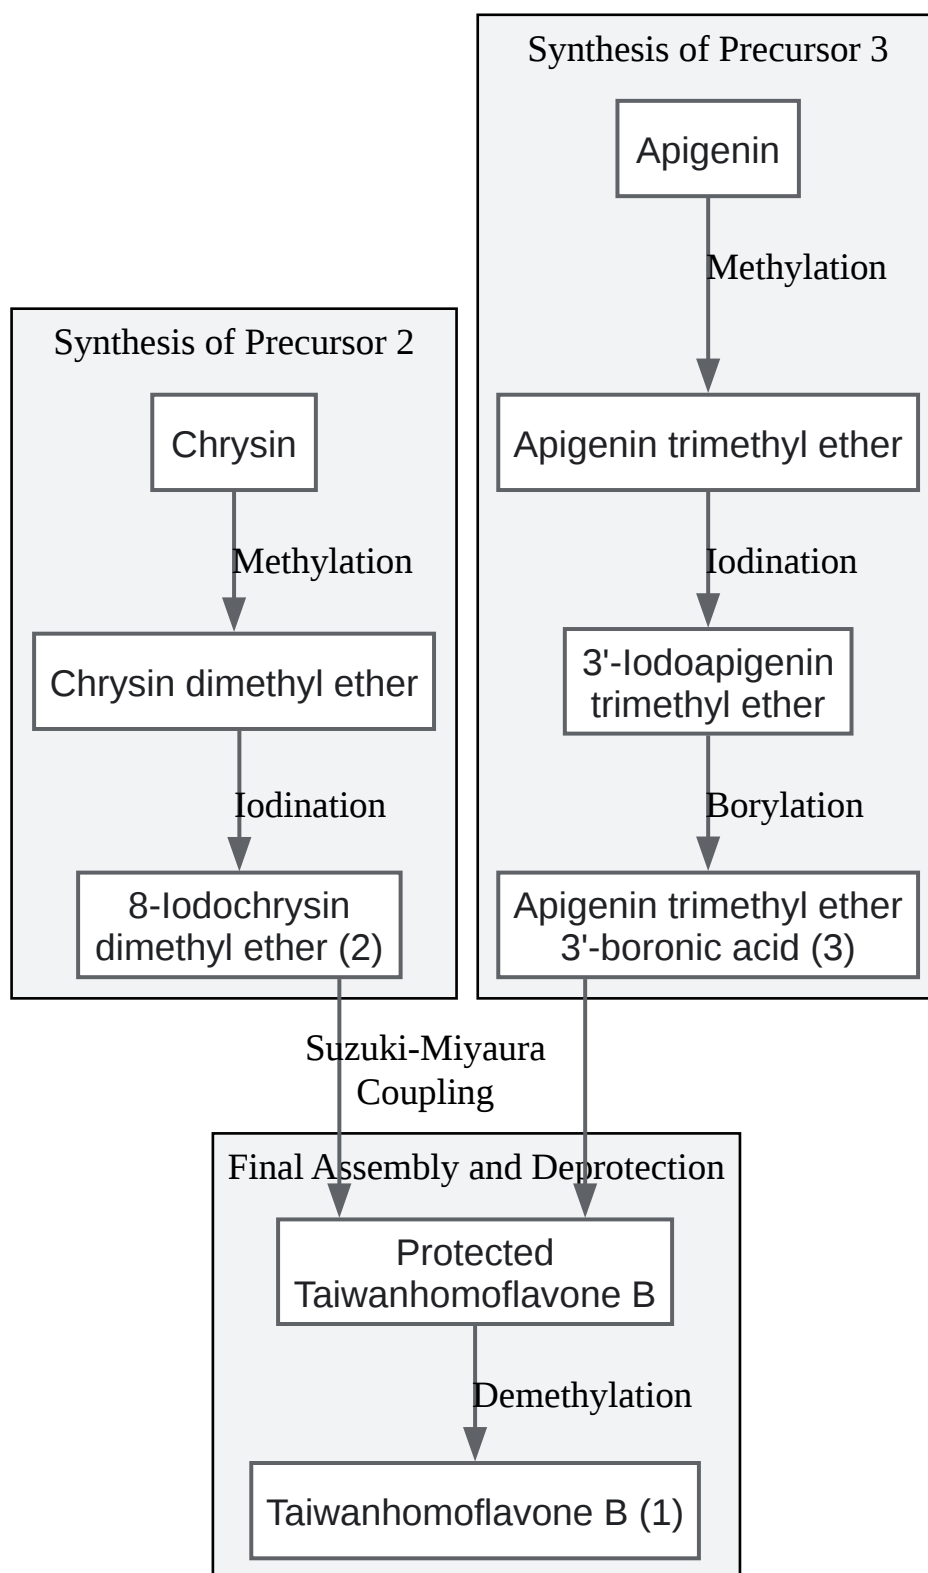 Synthesis of Precursor 3
Apigenin
Methylation
Apigenin trimethyl ether
Iodination
3'-Iodoapigenin
trimethyl ether
Borylation
Apigenin trimethyl ether
3'-boronic acid (3)
Synthesis of Precursor 2
Chrysin
Methylation
Chrysin dimethyl ether
Iodination
8-Iodochrysin
dimethyl ether (2)
Suzuki-Miyaura
Coupling
Final Assembly and Deprotection
Protected
Taiwanhomoflavone B
Demethylation
Taiwanhomoflavone B (1)